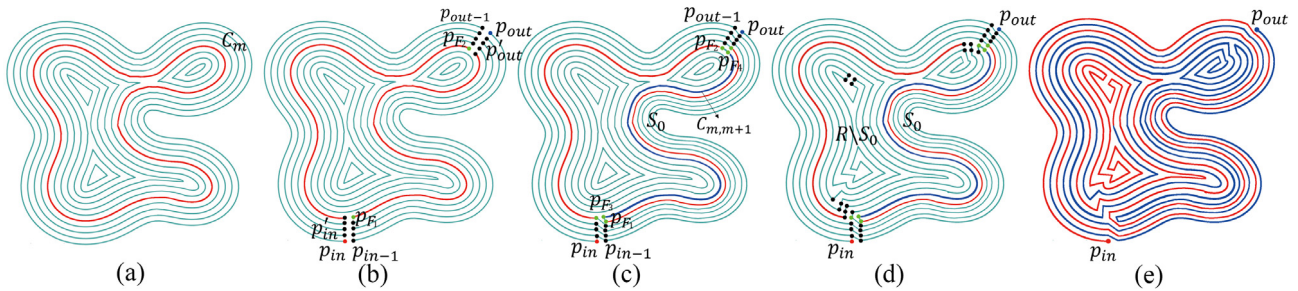 C_m
(a)
p_{out-1} p_{out}
p_{F_2} p'_{out}
p'_{in} p_{F_1}
p_{in} p_{in-1}
(b)
p_{out-1} p_{out}
p_{F_2}
p_{F_4}
S_0
C_{m,m+1}
p_{F_3} p_{F_1}
p_{in} p_{in-1}
(c)
p_{out}
R\S_0 S_0
p_{in}
(d)
p_{out}
p_{in}
(e)